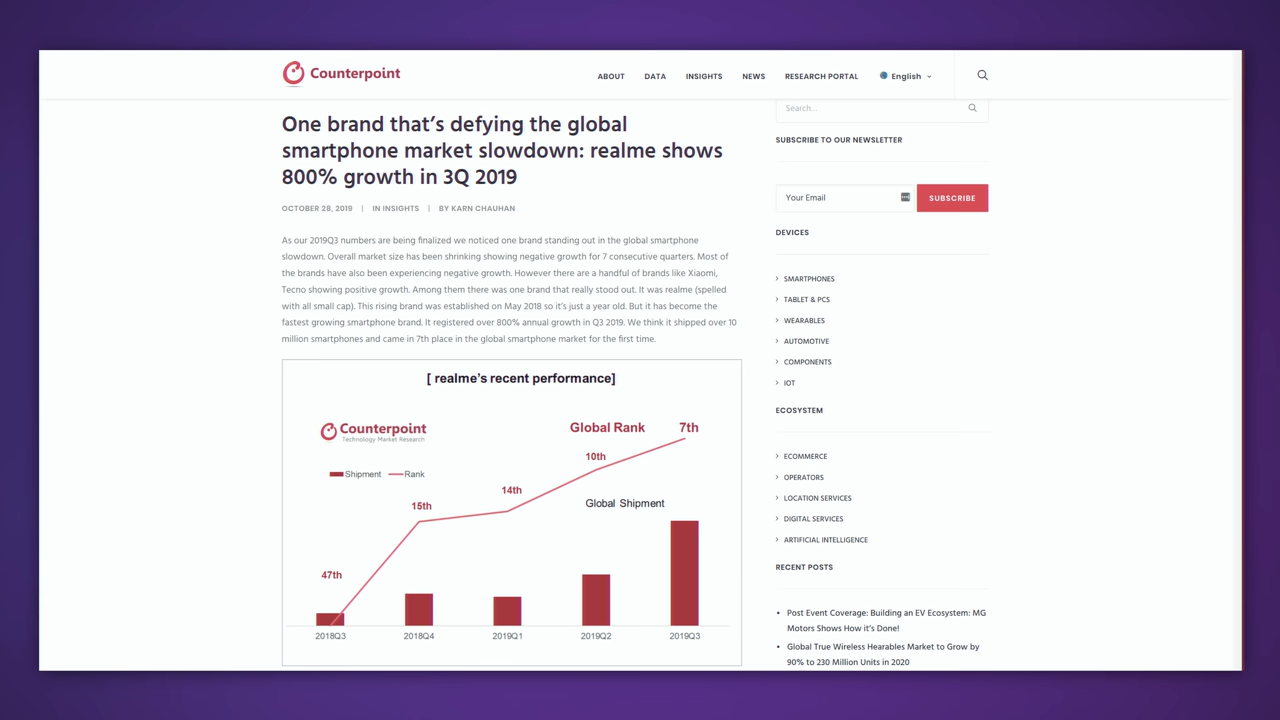 Counterpoint
ABOUT DATA INSIGHTS NEWS RESEARCH PORTAL English
One brand that's defying the global
smartphone market slowdown: realme shows
800% growth in 3Q 2019
OCTOBER 28, 2019 | IN INSIGHTS | BY KARN CHAUHAN
As our 2019Q3 numbers are being finalized we noticed one brand standing out in the global smartphone
slowdown. Overall market size has been shrinking showing negative growth for 7 consecutive quarters. Most of
the brands have also been experiencing negative growth. However there are a handful of brands like Xiaomi,
Tecno showing positive growth. Among them there was one brand that really stood out. It was realme (spelled
with all small cap). This rising brand was established on May 2018 so it's just a year old. But it has become the
fastest growing smartphone brand. It registered over 800% annual growth in Q3 2019. We think it shipped over 10
million smartphones and came in 7th place in the global smartphone market for the first time.
[ realme's recent performance]
Counterpoint
Technology Market Research
Global Rank 7th
10th
Shipment Rank
14th
15th
Global Shipment
47th
2018Q3 2018Q4 2019Q1 2019Q2 2019Q3
Search...
SUBSCRIBE TO OUR NEWSLETTER
Your Email
SUBSCRIBE
DEVICES
SMARTPHONES
TABLET & PCS
WEARABLES
AUTOMOTIVE
COMPONENTS
IOT
ECOSYSTEM
ECOMMERCE
OPERATORS
LOCATION SERVICES
DIGITAL SERVICES
ARTIFICIAL INTELLIGENCE
RECENT POSTS
Post Event Coverage: Building an EV Ecosystem: MG
Motors Shows How it's Done!
Global True Wireless Hearables Market to Grow by
90% to 230 Million Units in 2020